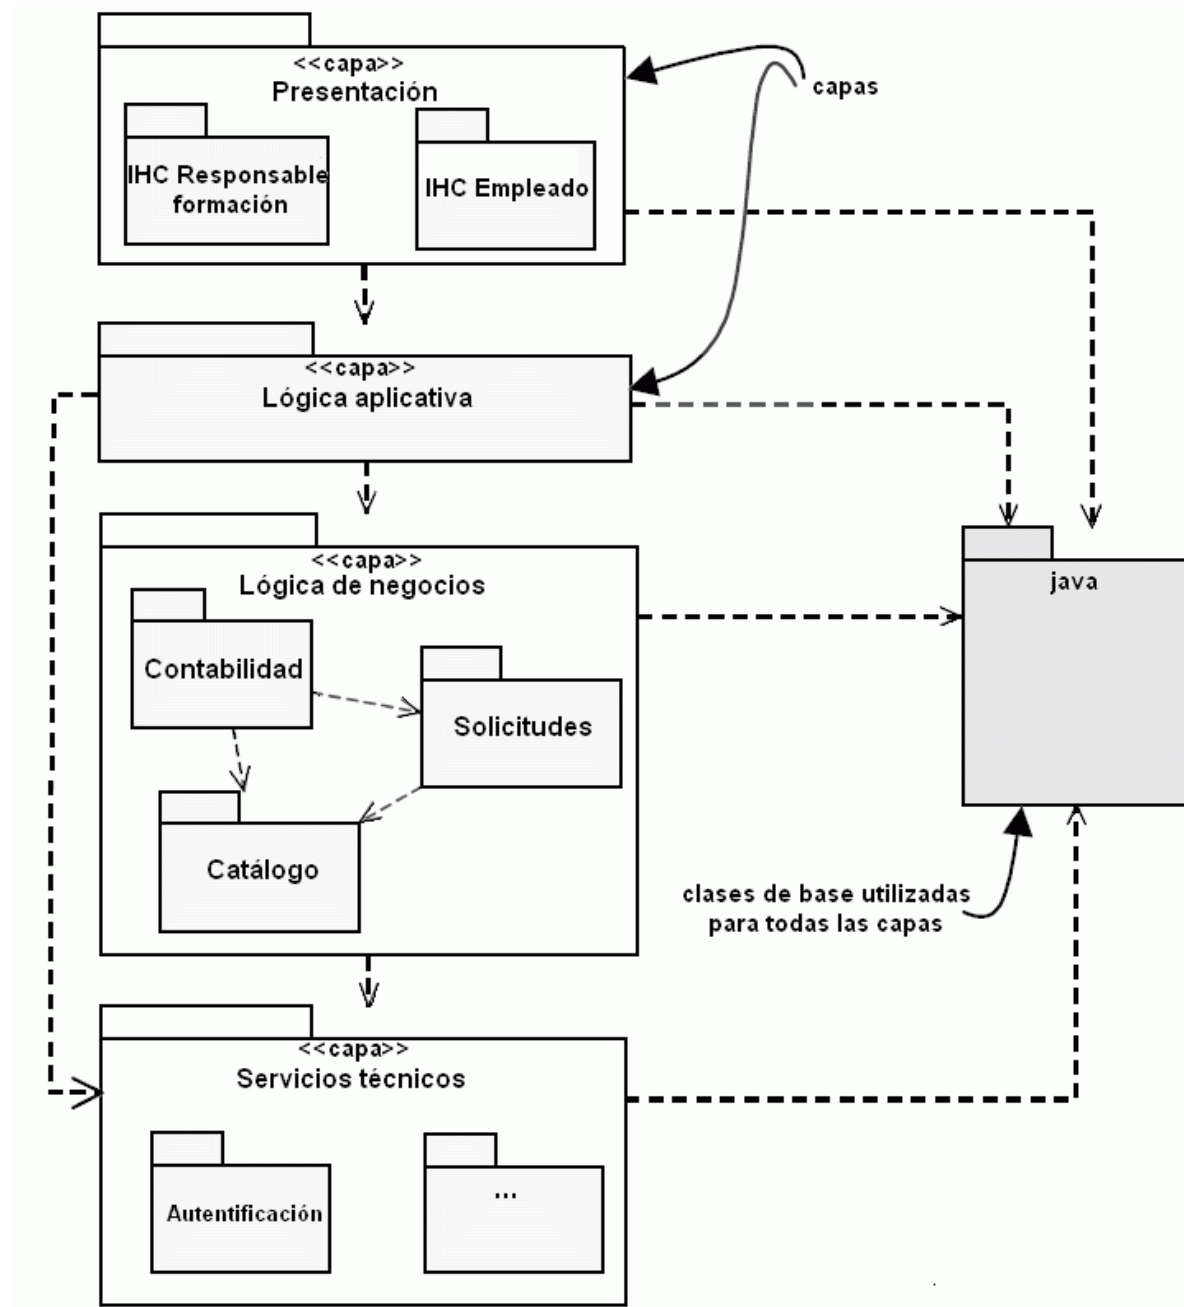 <<capa>>
Presentación
capas
IHC Responsable
formación
IHC Empleado
<<capa>>
Lógica aplicativa
<<capa>>
Lógica de negocios
java
Contabilidad
Solicitudes
Catálogo
clases de base utilizadas
para todas las capas
<<capa>>
Servicios técnicos
Autentificación
...